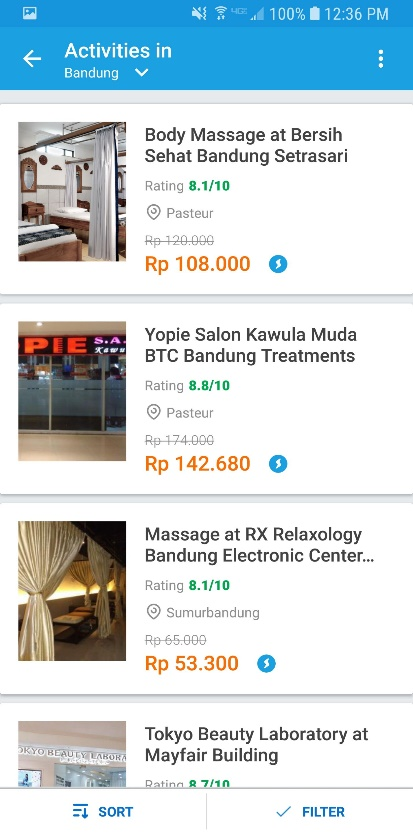 100% 12:36 PM
Activities in
Bandung
Body Massage at Bersih
Sehat Bandung Setrasari
Rating 8.1/10
Pasteur
Rp 120.000
Rp 108.000
PIE S.A.
Kawu
Yopie Salon Kawula Muda
BTC Bandung Treatments
Rating 8.8/10
Pasteur
Rp 174.000
Rp 142.680
Massage at RX Relaxology
Bandung Electronic Center...
Rating 8.1/10
Sumurbandung
Rp 65.000
Rp 53.300
OKYO BEAUTY LABORA
Tokyo Beauty Laboratory at
Mayfair Building
Rating 8.7/10
SORT
FILTER